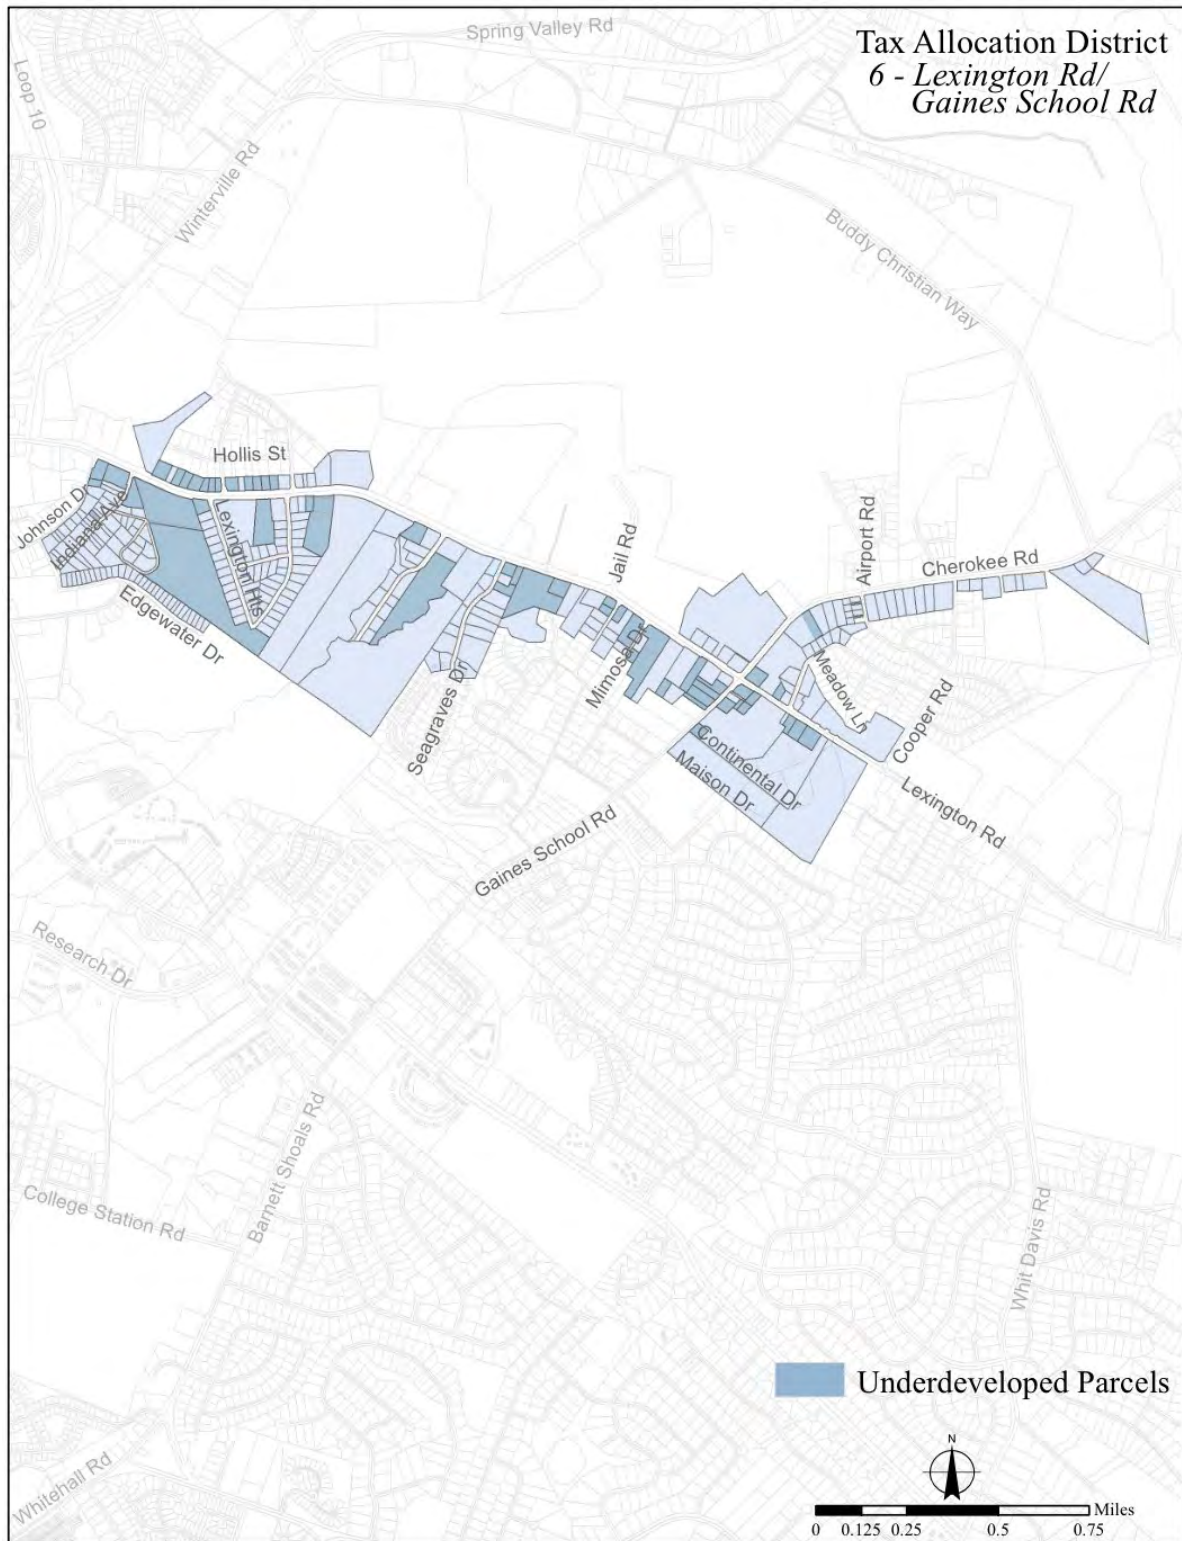 Tax Allocation District
6 - Lexington Rd/
Gaines School Rd
Spring Valley Rd
Loop 10
Winterville Rd
Buddy Christian Way
Hollis St
Johnson Dr
Indiana Ave
Lexington Hts
Edgewater Dr
Jail Rd
Airport Rd
Cherokee Rd
Mimosa Dr
Seagraves Dr
Meadow Ln
Cooper Rd
Continental Dr
Maison Dr
Lexington Rd
Gaines School Rd
Research Dr
Barnett Shoals Rd
College Station Rd
Whit Davis Rd
Whitehall Rd
Underdeveloped Parcels
N
Miles
0 0.125 0.25 0.5 0.75